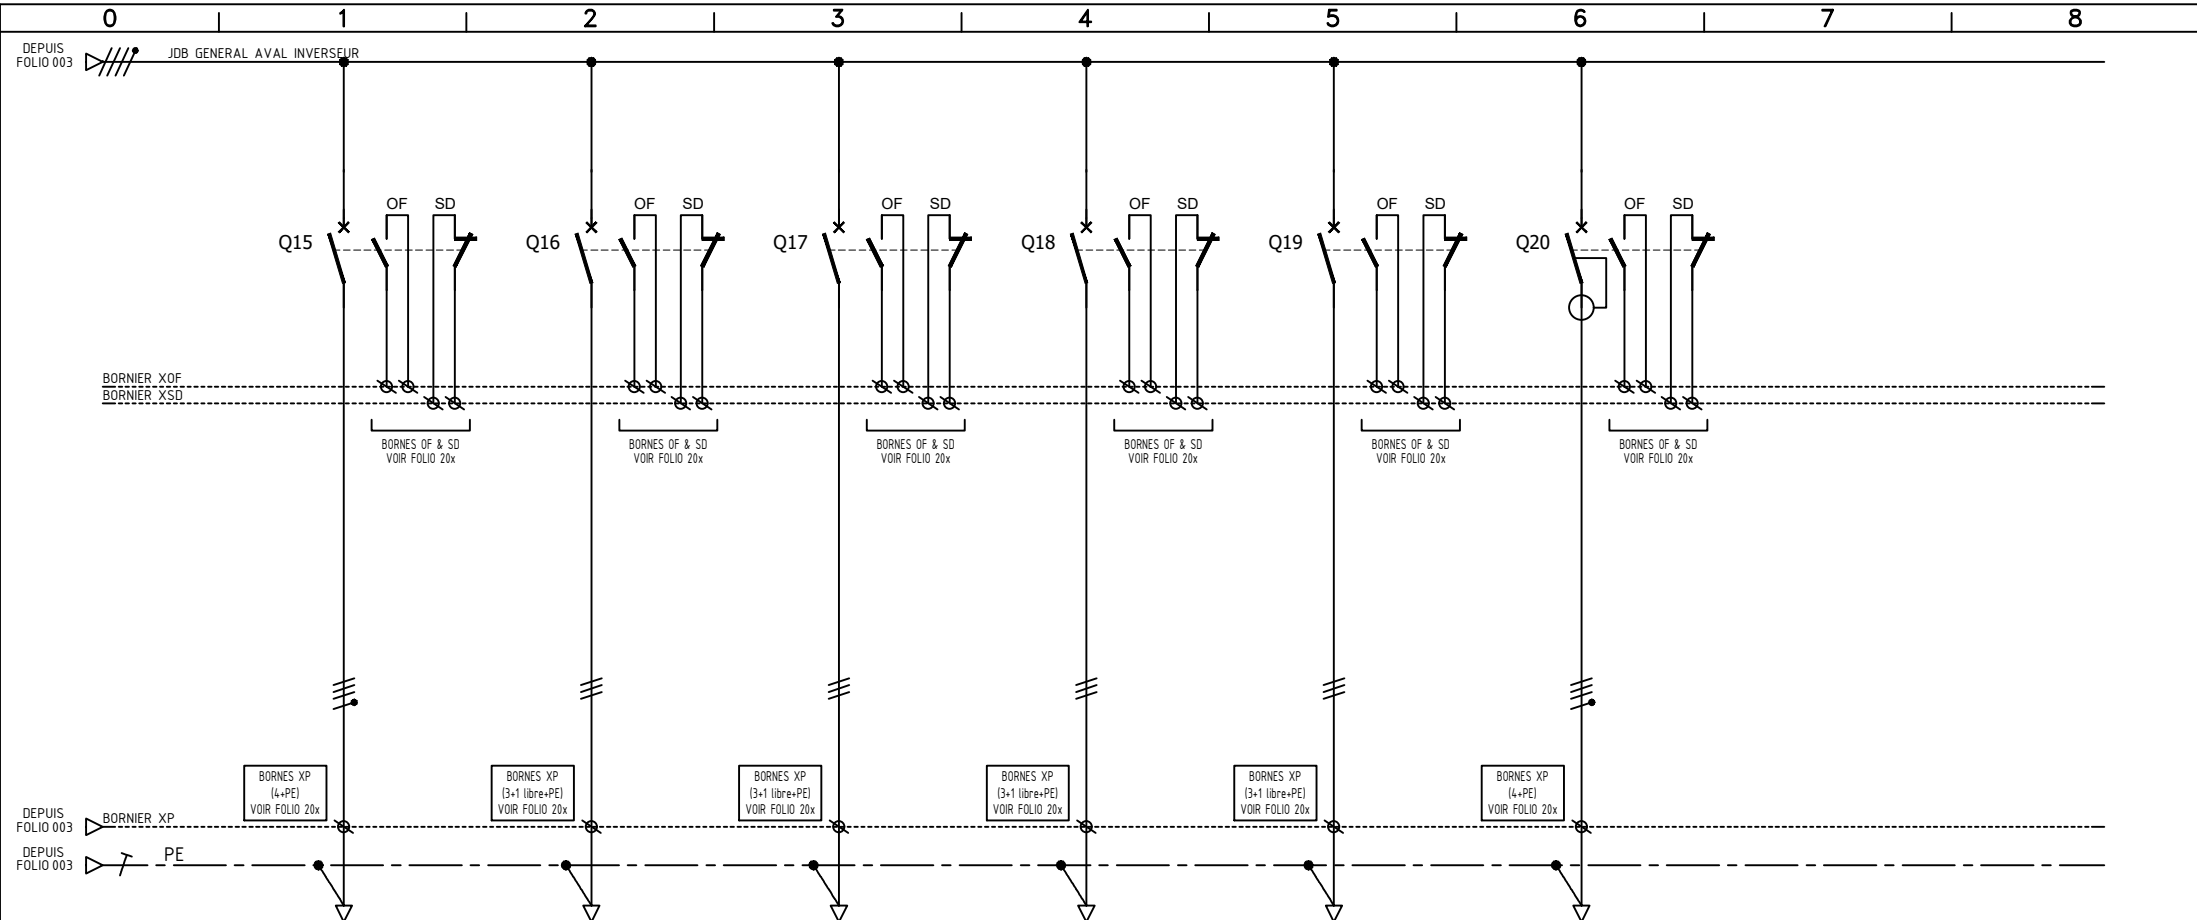 0 1 2 3 4 5 6 7 8
DEPUIS
FOLIO 003
JDB GENERAL AVAL INVERSEUR
OF SD OF SD OF SD OF SD OF SD OF SD
Q15 Q16 Q17 Q18 Q19 Q20
BORNIER XOF
BORNIER XSD
BORNES OF & SD
VOIR FOLIO 20x
BORNES OF & SD
VOIR FOLIO 20x
BORNES OF & SD
VOIR FOLIO 20x
BORNES OF & SD
VOIR FOLIO 20x
BORNES OF & SD
VOIR FOLIO 20x
BORNES OF & SD
VOIR FOLIO 20x
BORNES XP
(4+PE)
VOIR FOLIO 20x
BORNES XP
(3+1 libre+PE)
VOIR FOLIO 20x
BORNES XP
(3+1 libre+PE)
VOIR FOLIO 20x
BORNES XP
(3+1 libre+PE)
VOIR FOLIO 20x
BORNES XP
(3+1 libre+PE)
VOIR FOLIO 20x
BORNES XP
(4+PE)
VOIR FOLIO 20x
DEPUIS
FOLIO 003
BORNIER XP
DEPUIS
FOLIO 003
PE